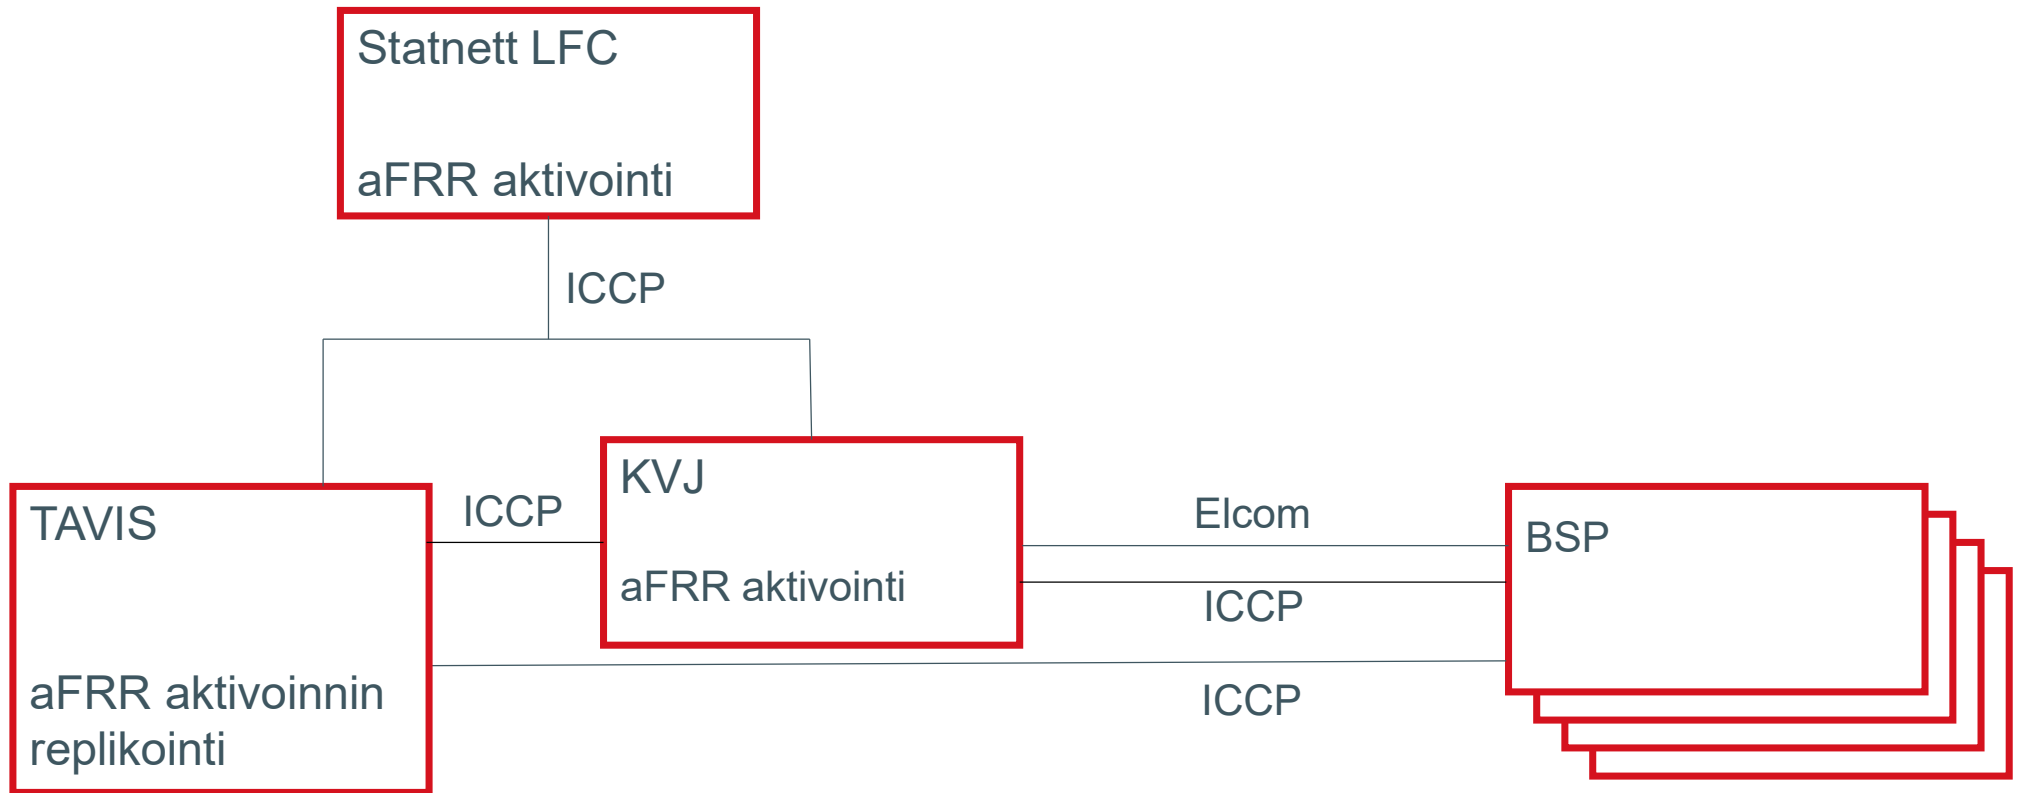 Statnett LFC
aFRR aktivointi
ICCP
KVJ
aFRR aktivointi
TAVIS
aFRR aktivoinnin
replikointi
ICCP
Elcom
ICCP
ICCP
BSP